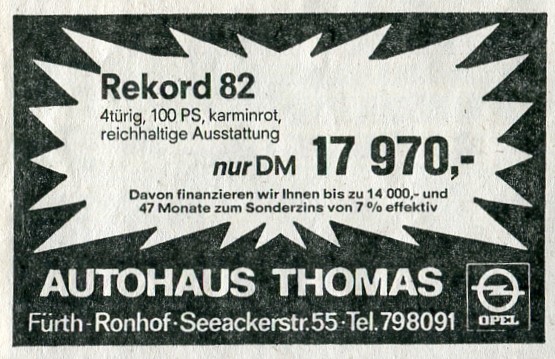 Rekord 82
4türig, 100 PS, karminrot,
reichhaltige Ausstattung
nur DM 17 970,-
Davon finanzieren wir Ihnen bis zu 14 000,- und
47 Monate zum Sonderzins von 7 % effektiv
AUTOHAUS THOMAS
OPEL
Fürth - Ronhof · Seeackerstr. 55 · Tel. 798091